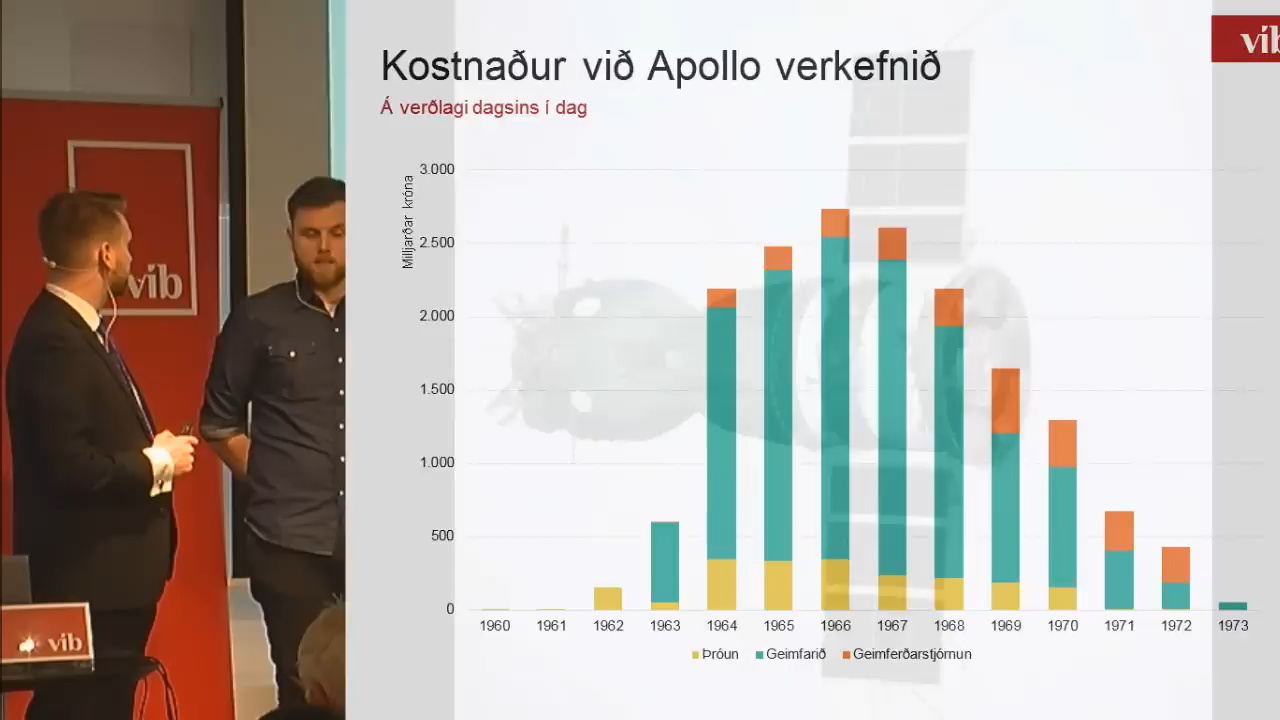 Kostnaður við Apollo verkefnið
Á verðlagi dagsins í dag
víb
Milljarðar króna
3.000
2.500
2.000
1.500
1.000
500
0
1960 1961 1962 1963 1964 1965 1966 1967 1968 1969 1970 1971 1972 1973
Þróun Geimfarið Geimferðarstjórnun
víb
víb